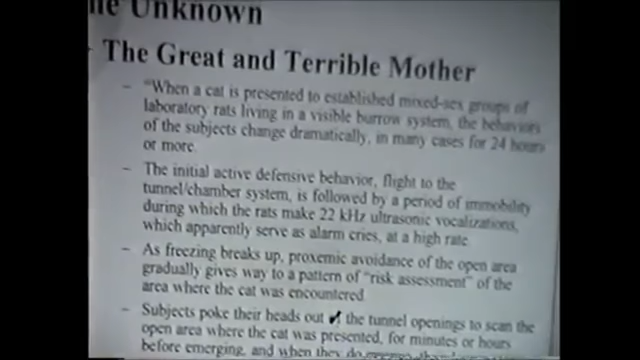 he Unknown
The Great and Terrible Mother
– "When a cat is presented to established mixed-sex groups of
laboratory rats living in a visible burrow system, the behaviors
of the subjects change dramatically, in many cases for 24 hours
or more.
– The initial active defensive behavior, flight to the
tunnel/chamber system, is followed by a period of immobility
during which the rats make 22 kHz ultrasonic vocalizations,
which apparently serve as alarm cries, at a high rate.
– As freezing breaks up, proxemic avoidance of the open area
gradually gives way to a pattern of "risk assessment" of the
area where the cat was encountered.
– Subjects poke their heads out the tunnel openings to scan the
open area where the cat was presented, for minutes or hours
before emerging, and when they do